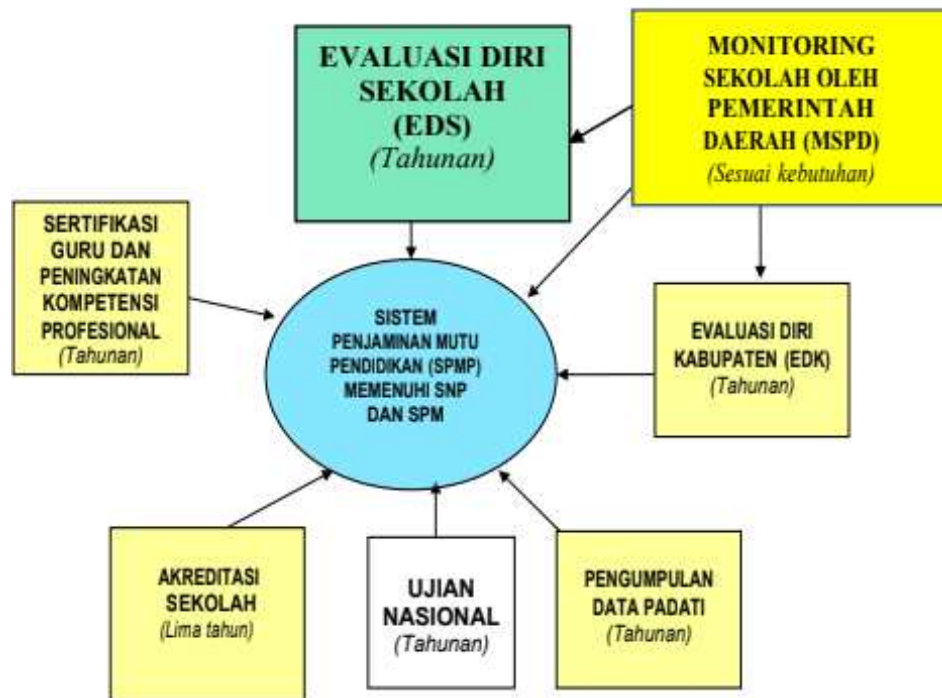 EVALUASI DIRI
SEKOLAH
(EDS)
(Tahunan)
MONITORING
SEKOLAH OLEH
PEMERINTAH
DAERAH (MSPD)
(Sesuai kebutuhan)
SERTIFIKASI
GURU DAN
PENINGKATAN
KOMPETENSI
PROFESIONAL
(Tahunan)
SISTEM
PENJAMINAN MUTU
PENDIDIKAN (SPMP)
MEMENUHI SNP
DAN SPM
EVALUASI DIRI
KABUPATEN (EDK)
(Tahunan)
AKREDITASI
SEKOLAH
(Lima tahun)
UJIAN
NASIONAL
(Tahunan)
PENGUMPULAN
DATA PADATI
(Tahunan)